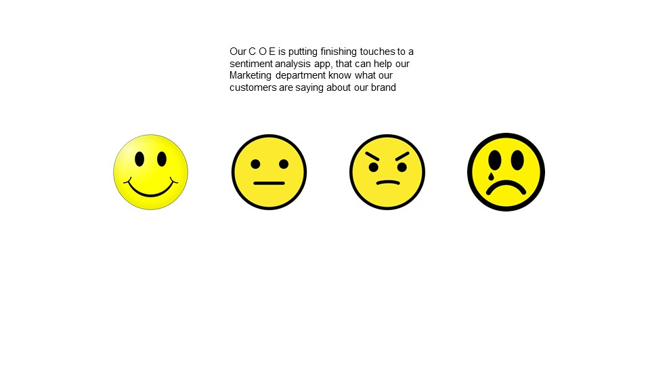 Our C O E is putting finishing touches to a
sentiment analysis app, that can help our
Marketing department know what our
customers are saying about our brand